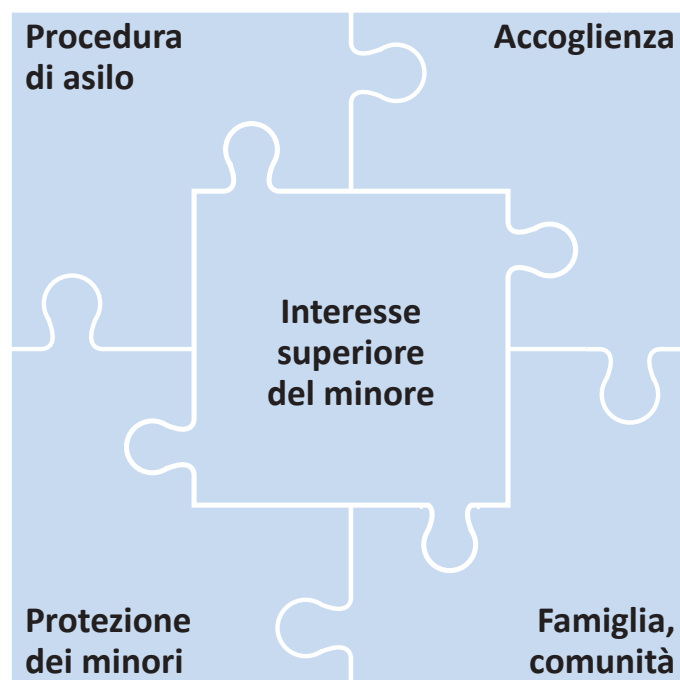 Procedura
di asilo
Accoglienza
Interesse
superiore
del minore
Protezione
dei minori
Famiglia,
comunità